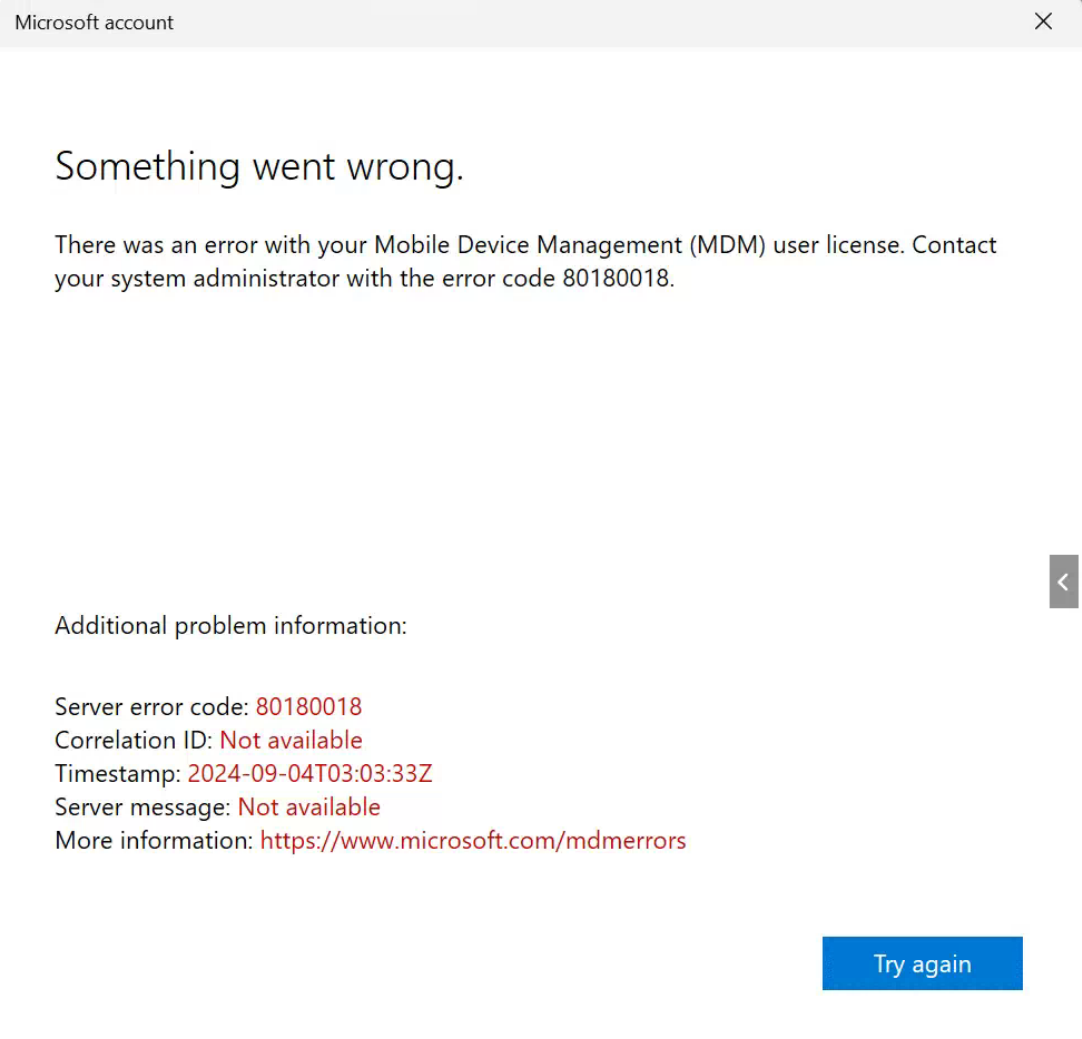 Microsoft account
Something went wrong.
There was an error with your Mobile Device Management (MDM) user license. Contact
your system administrator with the error code 80180018.
Additional problem information:
Server error code: 80180018
Correlation ID: Not available
Timestamp: 2024-09-04T03:03:33Z
Server message: Not available
More information: https://www.microsoft.com/mdmerrors
Try again